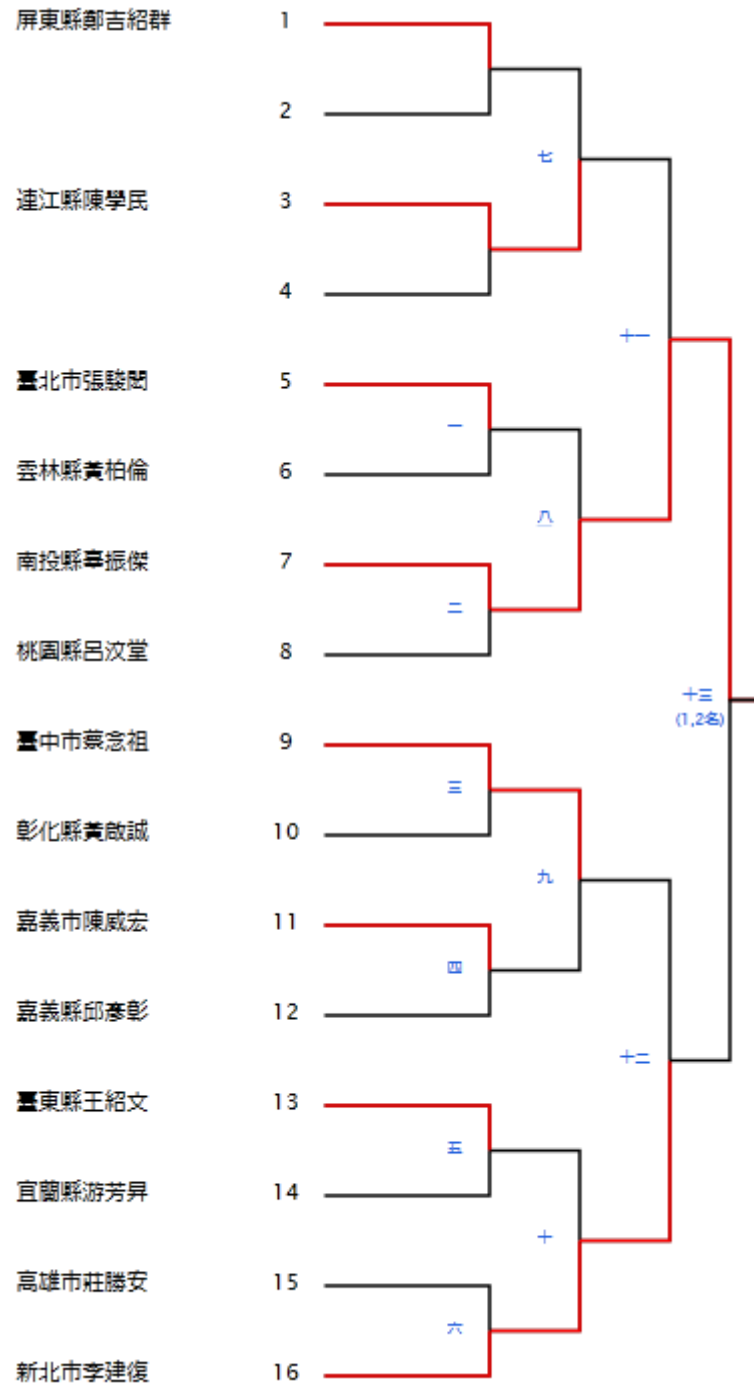 屏東縣鄭吉紹群 1
2
七
連江縣陳學民 3
4
十一
臺北市張駿閎 5
一
雲林縣黃柏倫 6
八
南投縣辜振傑 7
二
桃園縣呂汶堂 8
十三
(1,2名)
臺中市蔡念祖 9
三
彰化縣黃啟誠 10
九
嘉義市陳威宏 11
四
嘉義縣邱彥彰 12
十二
臺東縣王紹文 13
五
宜蘭縣游芳昇 14
十
高雄市莊勝安 15
六
新北市李建復 16